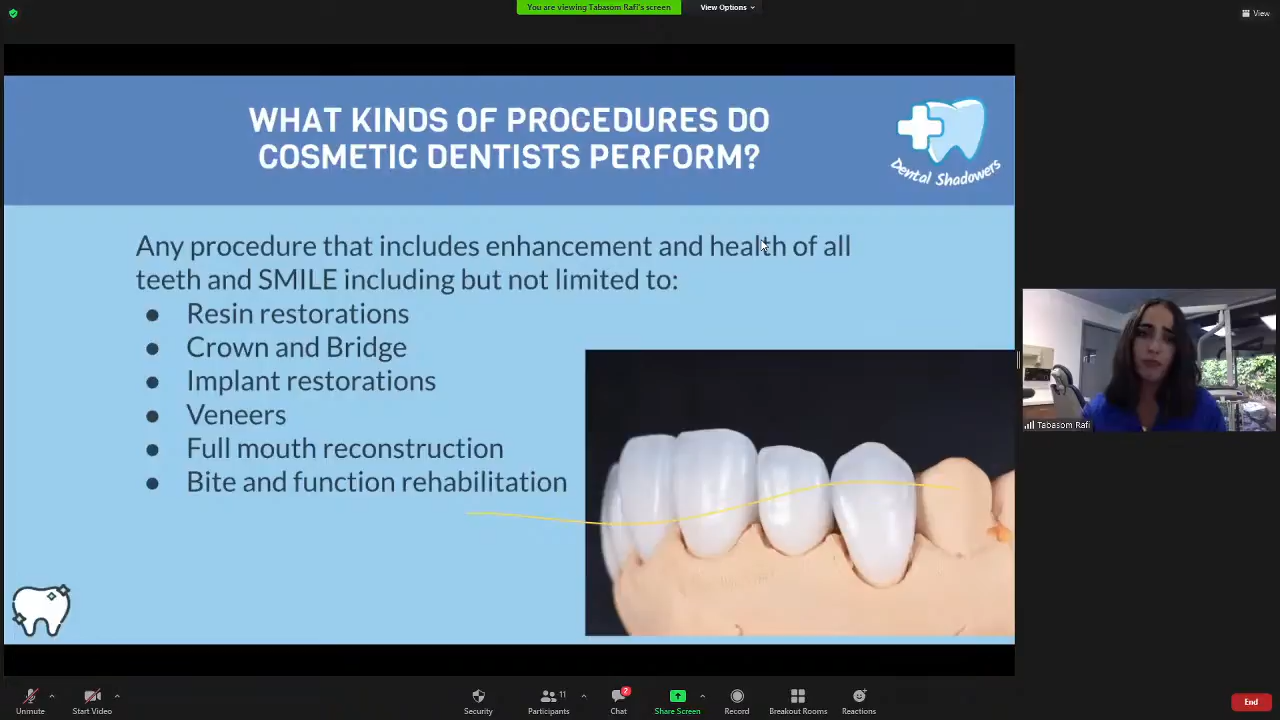 You are viewing Tabasom Rafi's screen
View Options
View
WHAT KINDS OF PROCEDURES DO
COSMETIC DENTISTS PERFORM?
Dental Shadowers
Any procedure that includes enhancement and health of all
teeth and SMILE including but not limited to:
● Resin restorations
● Crown and Bridge
● Implant restorations
● Veneers
● Full mouth reconstruction
● Bite and function rehabilitation
Tabasom Rafi
Unmute
Start Video
Security
Participants
11
Chat
2
Share Screen
Record
Breakout Rooms
Reactions
End